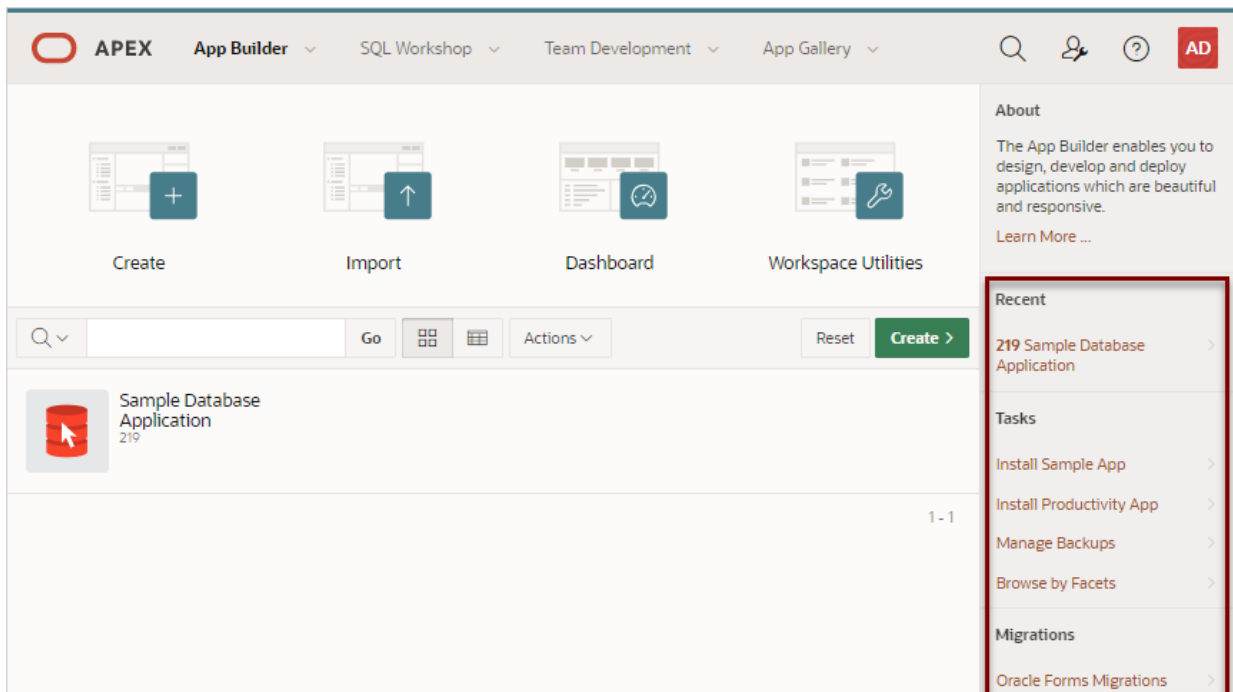 APEX App Builder SQL Workshop Team Development App Gallery AD
Create Import Dashboard Workspace Utilities
Go Actions Reset Create >
Sample Database
Application
219
1 - 1
About
The App Builder enables you to
design, develop and deploy
applications which are beautiful
and responsive.
Learn More ...
Recent
219 Sample Database
Application
Tasks
Install Sample App
Install Productivity App
Manage Backups
Browse by Facets
Migrations
Oracle Forms Migrations